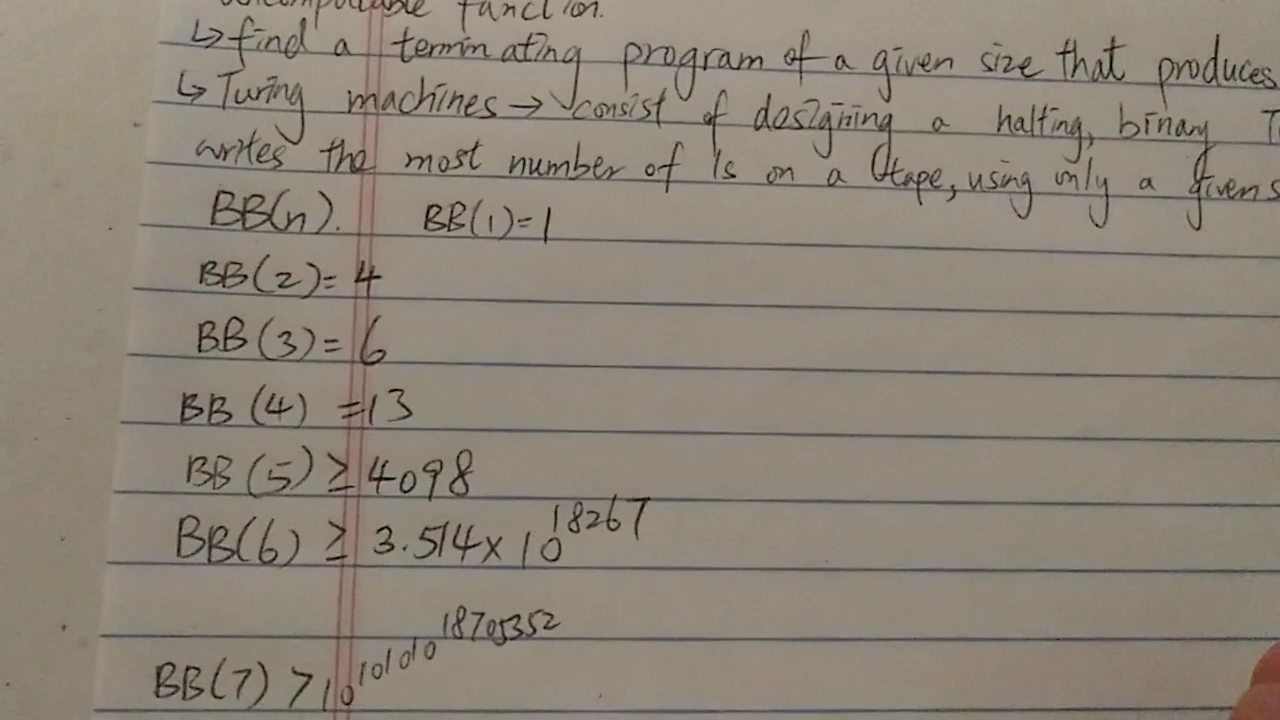 function.
↳ find a terminating program of a given size that produces
↳ Turing machines → consist of designing a halting, binary T
writes the most number of 1s on a tape, using only a given s
BB(n). BB(1)=1
BB(2)=4
BB(3)=6
BB(4)=13
BB(5)≥4098
BB(6)≥3.514×10^18267
BB(7)>10^10^10^10^18705352